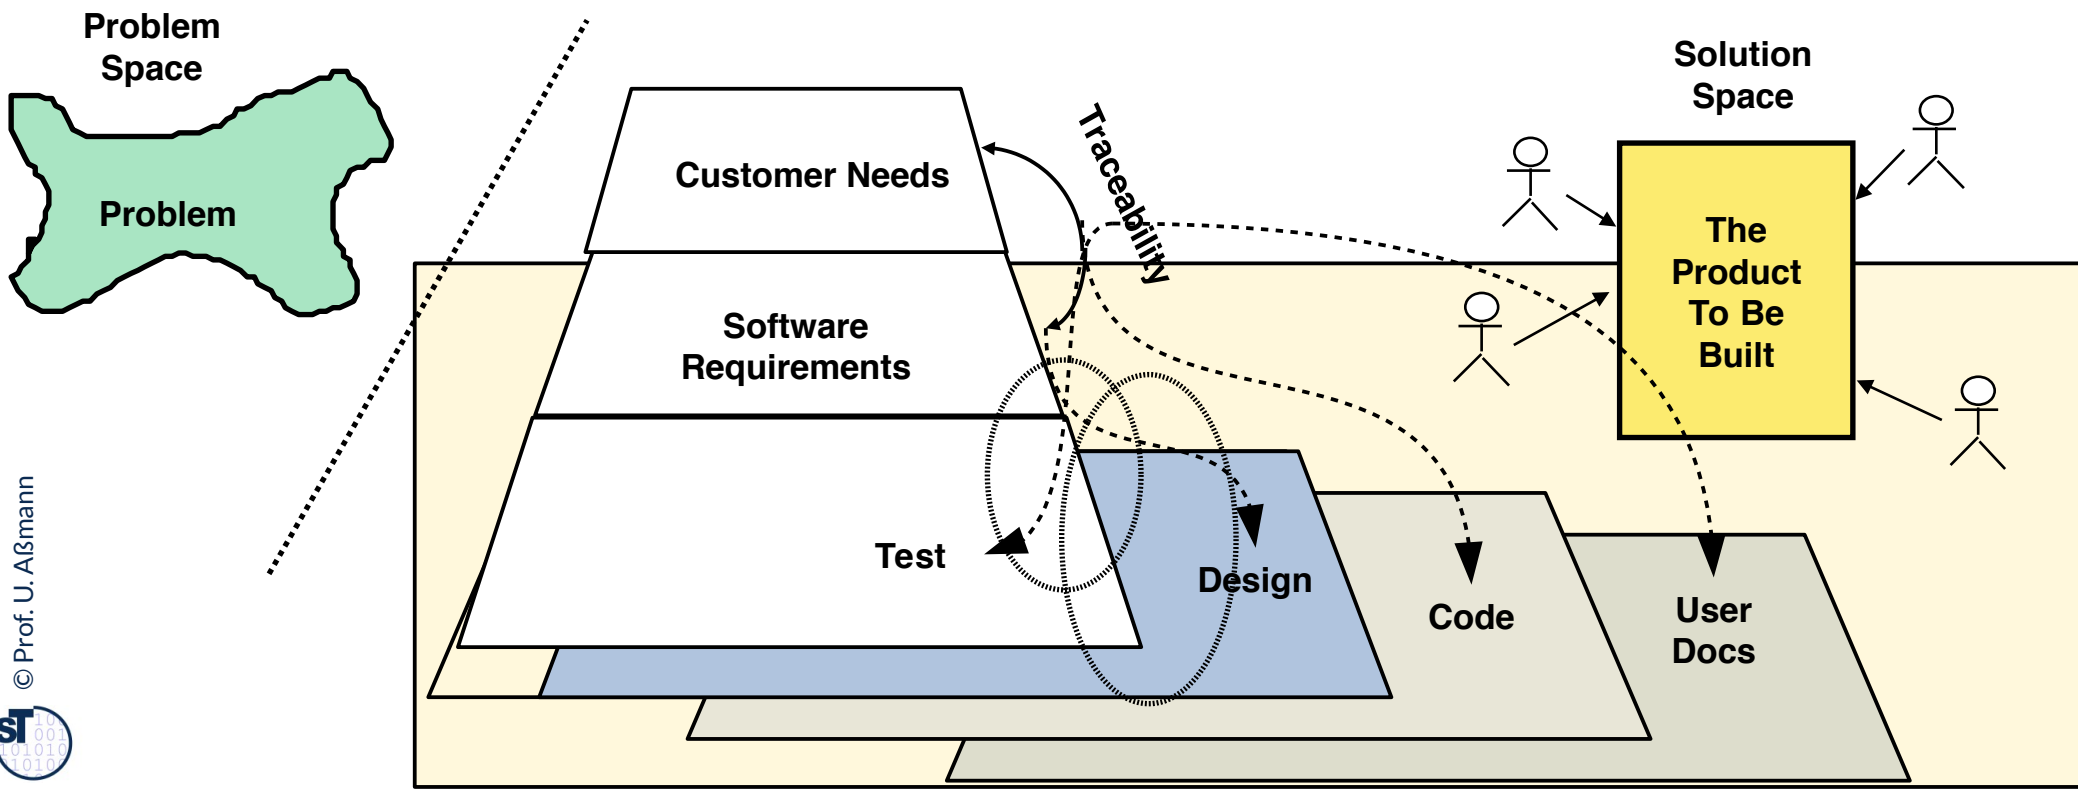 Problem
Space
Problem
Customer Needs
Traceability
Software
Requirements
Test
Design
Code
User
Docs
Solution
Space
The
Product
To Be
Built
© Prof. U. Aßmann
sT